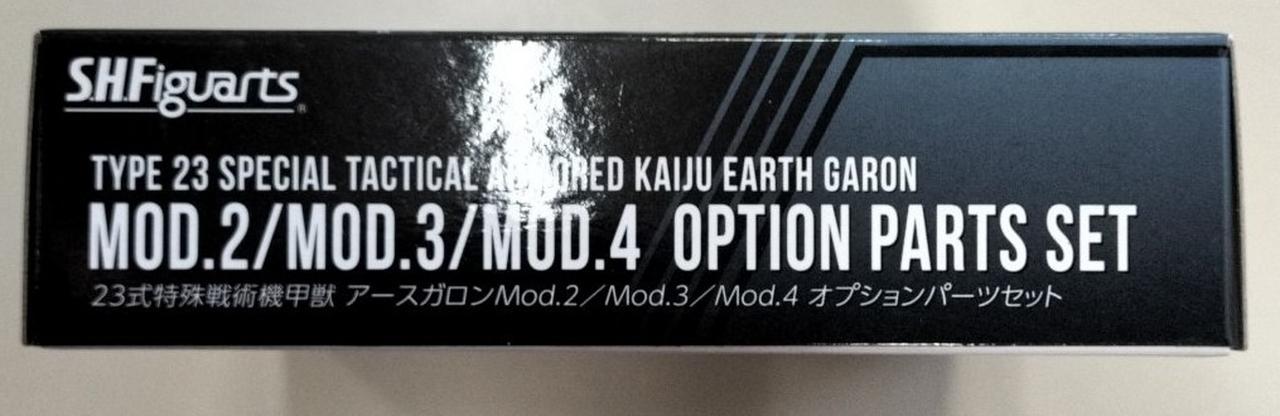 S.H.Figuarts®
TYPE 23 SPECIAL TACTICAL ARMORED KAIJU EARTH GARON
MOD.2/MOD.3/MOD.4 OPTION PARTS SET
23式特殊戦術機甲獣 アースガロンMod.2／Mod.3／Mod.4 オプションパーツセット